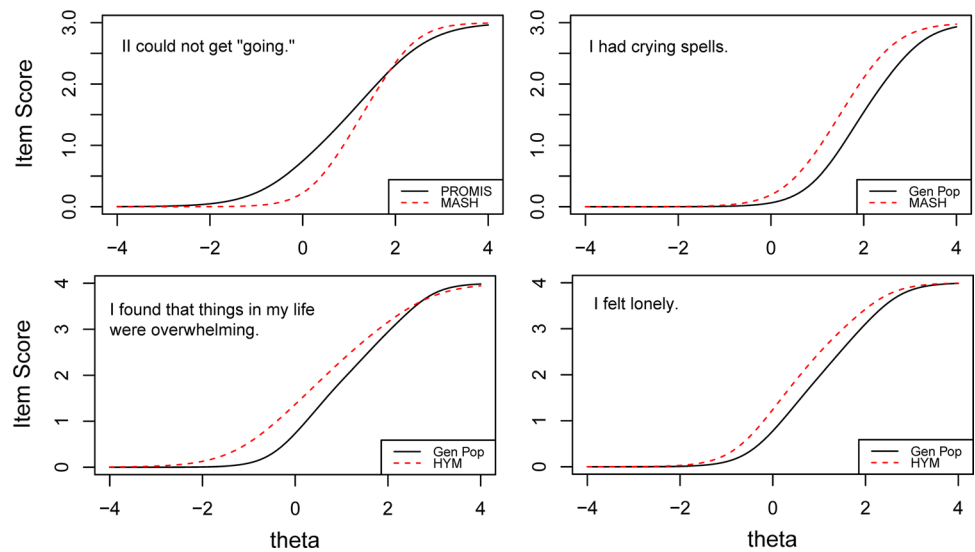 II could not get "going."
Item Score
3.0
2.0
1.0
0.0
PROMIS
MASH
−4 −2 0 2 4
I had crying spells.
3.0
2.0
1.0
0.0
Gen Pop
MASH
−4 −2 0 2 4
I found that things in my life
were overwhelming.
Item Score
4
3
2
1
0
Gen Pop
HYM
−4 −2 0 2 4
theta
I felt lonely.
4
3
2
1
0
Gen Pop
HYM
−4 −2 0 2 4
theta